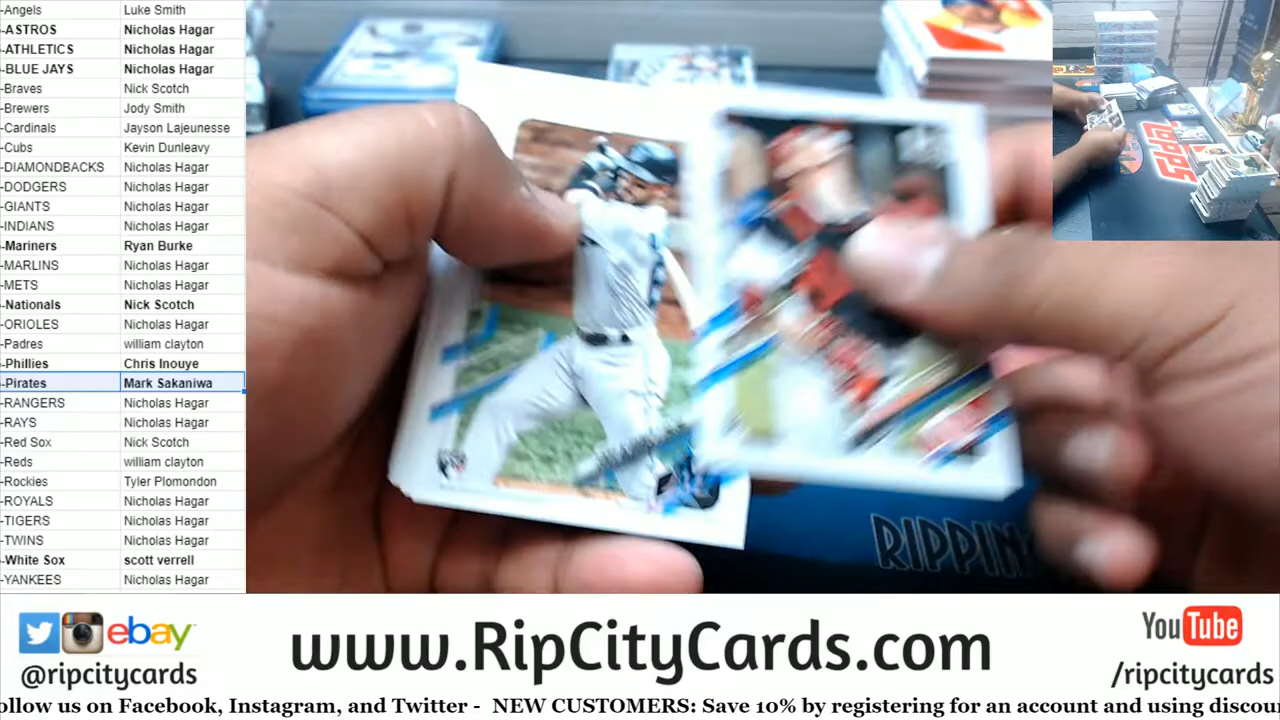 -Angels Luke Smith
-ASTROS Nicholas Hagar
-ATHLETICS Nicholas Hagar
-BLUE JAYS Nicholas Hagar
-Braves Nick Scotch
-Brewers Jody Smith
-Cardinals Jayson Lajeunesse
-Cubs Kevin Dunleavy
-DIAMONDBACKS Nicholas Hagar
-DODGERS Nicholas Hagar
-GIANTS Nicholas Hagar
-INDIANS Nicholas Hagar
-Mariners Ryan Burke
-MARLINS Nicholas Hagar
-METS Nicholas Hagar
-Nationals Nick Scotch
-ORIOLES Nicholas Hagar
-Padres william clayton
-Phillies Chris Inouye
-Pirates Mark Sakaniwa
-RANGERS Nicholas Hagar
-RAYS Nicholas Hagar
-Red Sox Nick Scotch
-Reds william clayton
-Rockies Tyler Plomondon
-ROYALS Nicholas Hagar
-TIGERS Nicholas Hagar
-TWINS Nicholas Hagar
-White Sox scott verrell
-YANKEES Nicholas Hagar
TOPPS
RIPPIN
ebay
@ripcitycards
www.RipCityCards.com
YouTube
/ripcitycards
ollow us on Facebook, Instagram, and Twitter - NEW CUSTOMERS: Save 10% by registering for an account and using discou